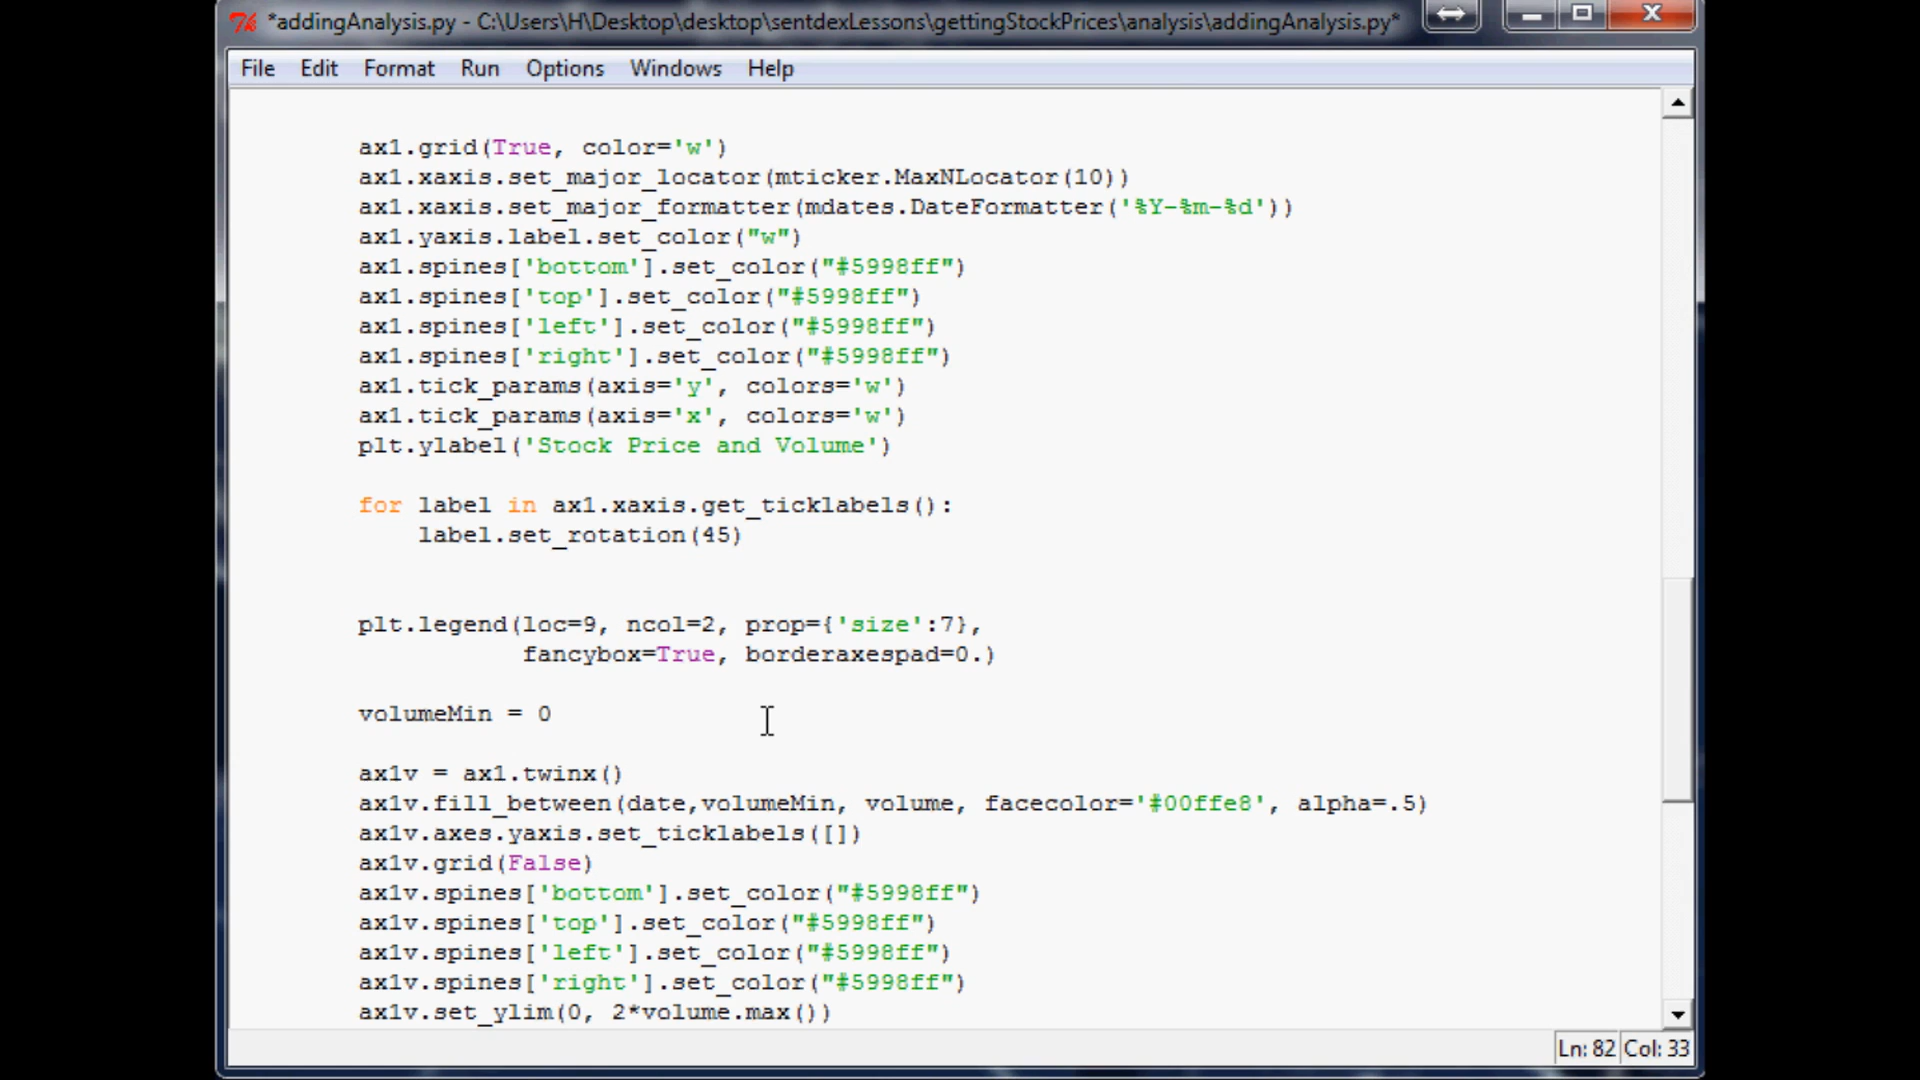 *addingAnalysis.py - C:\Users\H\Desktop\desktop\sentdexLessons\gettingStockPrices\analysis\addingAnalysis.py*
File Edit Format Run Options Windows Help
ax1.grid(True, color='w')
ax1.xaxis.set_major_locator(mticker.MaxNLocator(10))
ax1.xaxis.set_major_formatter(mdates.DateFormatter('%Y-%m-%d'))
ax1.yaxis.label.set_color("w")
ax1.spines['bottom'].set_color("#5998ff")
ax1.spines['top'].set_color("#5998ff")
ax1.spines['left'].set_color("#5998ff")
ax1.spines['right'].set_color("#5998ff")
ax1.tick_params(axis='y', colors='w')
ax1.tick_params(axis='x', colors='w')
plt.ylabel('Stock Price and Volume')
for label in ax1.xaxis.get_ticklabels():
label.set_rotation(45)
plt.legend(loc=9, ncol=2, prop={'size':7},
fancybox=True, borderaxespad=0.)
volumeMin = 0
ax1v = ax1.twinx()
ax1v.fill_between(date,volumeMin, volume, facecolor='#00ffe8', alpha=.5)
ax1v.axes.yaxis.set_ticklabels([])
ax1v.grid(False)
ax1v.spines['bottom'].set_color("#5998ff")
ax1v.spines['top'].set_color("#5998ff")
ax1v.spines['left'].set_color("#5998ff")
ax1v.spines['right'].set_color("#5998ff")
ax1v.set_ylim(0, 2*volume.max())
Ln: 82 Col: 33